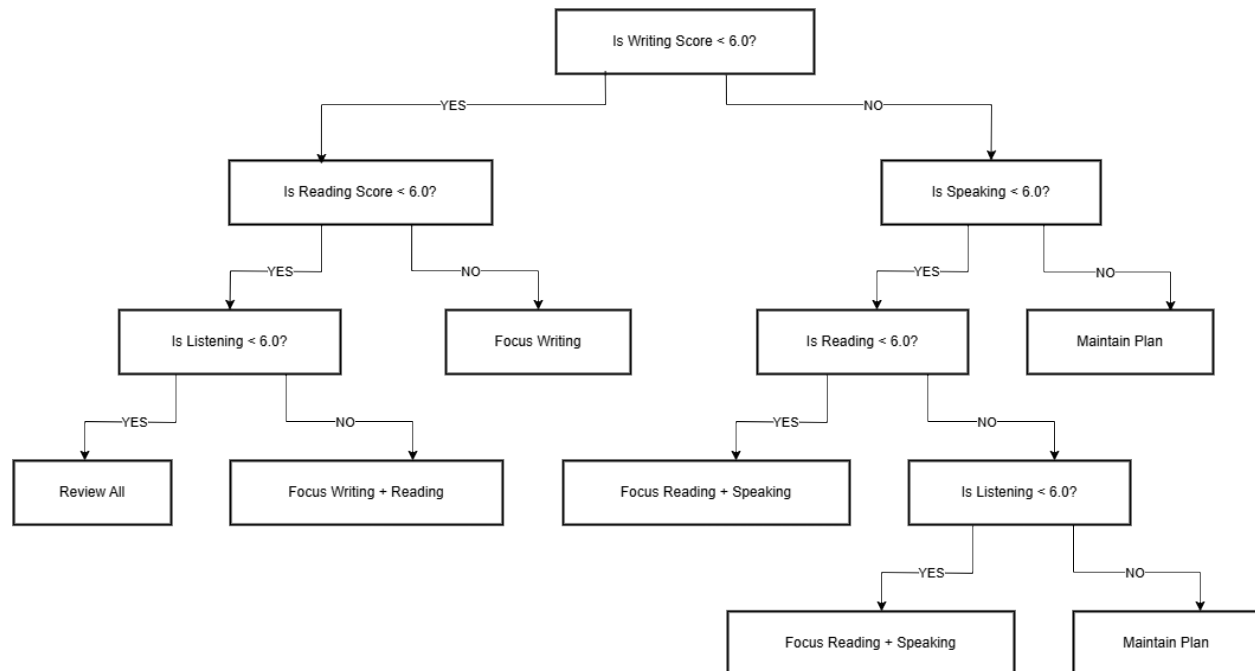 Is Writing Score < 6.0?
YES
NO
Is Reading Score < 6.0?
Is Speaking < 6.0?
YES
NO
YES
NO
Is Listening < 6.0?
Focus Writing
Is Reading < 6.0?
Maintain Plan
YES
NO
YES
NO
Review All
Focus Writing + Reading
Focus Reading + Speaking
Is Listening < 6.0?
YES
NO
Focus Reading + Speaking
Maintain Plan